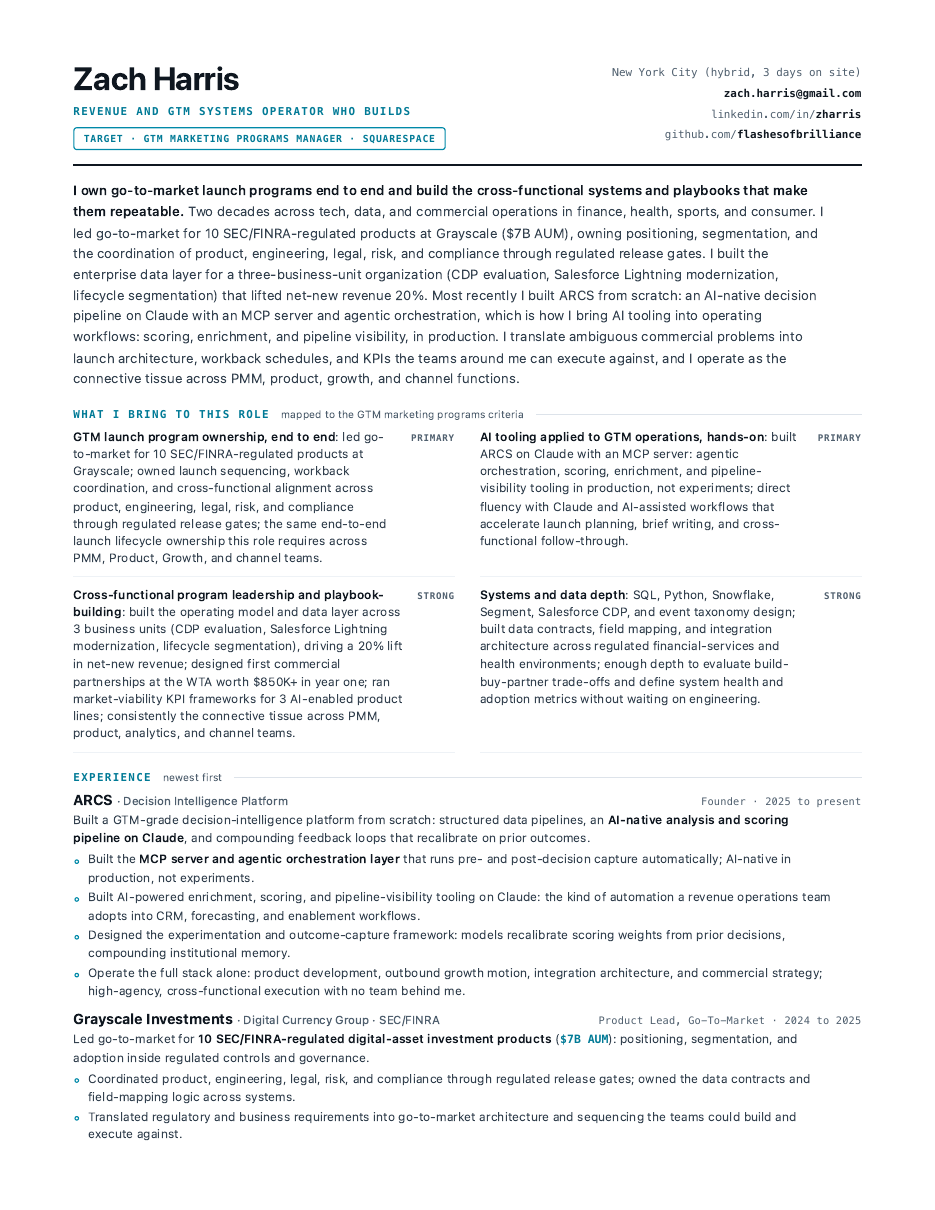 Zach Harris
REVENUE AND GTM SYSTEMS OPERATOR WHO BUILDS
TARGET · GTM MARKETING PROGRAMS MANAGER · SQUARESPACE
New York City (hybrid, 3 days on site)
zach.harris@gmail.com
linkedin.com/in/zharris
github.com/flashesofbrilliance
I own go-to-market launch programs end to end and build the cross-functional systems and playbooks that make
them repeatable. Two decades across tech, data, and commercial operations in finance, health, sports, and consumer. I
led go-to-market for 10 SEC/FINRA-regulated products at Grayscale ($7B AUM), owning positioning, segmentation, and
the coordination of product, engineering, legal, risk, and compliance through regulated release gates. I built the
enterprise data layer for a three-business-unit organization (CDP evaluation, Salesforce Lightning modernization,
lifecycle segmentation) that lifted net-new revenue 20%. Most recently I built ARCS from scratch: an AI-native decision
pipeline on Claude with an MCP server and agentic orchestration, which is how I bring AI tooling into operating
workflows: scoring, enrichment, and pipeline visibility, in production. I translate ambiguous commercial problems into
launch architecture, workback schedules, and KPIs the teams around me can execute against, and I operate as the
connective tissue across PMM, product, growth, and channel functions.
WHAT I BRING TO THIS ROLE mapped to the GTM marketing programs criteria
GTM launch program ownership, end to end: led go- PRIMARY
to-market for 10 SEC/FINRA-regulated products at
Grayscale; owned launch sequencing, workback
coordination, and cross-functional alignment across
product, engineering, legal, risk, and compliance
through regulated release gates; the same end-to-end
launch lifecycle ownership this role requires across
PMM, Product, Growth, and channel teams.
AI tooling applied to GTM operations, hands-on: built PRIMARY
ARCS on Claude with an MCP server: agentic
orchestration, scoring, enrichment, and pipeline-
visibility tooling in production, not experiments; direct
fluency with Claude and AI-assisted workflows that
accelerate launch planning, brief writing, and cross-
functional follow-through.
Cross-functional program leadership and playbook- STRONG
building: built the operating model and data layer across
3 business units (CDP evaluation, Salesforce Lightning
modernization, lifecycle segmentation), driving a 20% lift
in net-new revenue; designed first commercial
partnerships at the WTA worth $850K+ in year one; ran
market-viability KPI frameworks for 3 AI-enabled product
lines; consistently the connective tissue across PMM,
product, analytics, and channel teams.
Systems and data depth: SQL, Python, Snowflake, STRONG
Segment, Salesforce CDP, and event taxonomy design;
built data contracts, field mapping, and integration
architecture across regulated financial-services and
health environments; enough depth to evaluate build-
buy-partner trade-offs and define system health and
adoption metrics without waiting on engineering.
EXPERIENCE newest first
ARCS · Decision Intelligence Platform Founder · 2025 to present
Built a GTM-grade decision-intelligence platform from scratch: structured data pipelines, an AI-native analysis and scoring
pipeline on Claude, and compounding feedback loops that recalibrate on prior outcomes.
Built the MCP server and agentic orchestration layer that runs pre- and post-decision capture automatically; AI-native in
production, not experiments.
Built AI-powered enrichment, scoring, and pipeline-visibility tooling on Claude: the kind of automation a revenue operations team
adopts into CRM, forecasting, and enablement workflows.
Designed the experimentation and outcome-capture framework: models recalibrate scoring weights from prior decisions,
compounding institutional memory.
Operate the full stack alone: product development, outbound growth motion, integration architecture, and commercial strategy;
high-agency, cross-functional execution with no team behind me.
Grayscale Investments · Digital Currency Group · SEC/FINRA Product Lead, Go-To-Market · 2024 to 2025
Led go-to-market for 10 SEC/FINRA-regulated digital-asset investment products ($7B AUM): positioning, segmentation, and
adoption inside regulated controls and governance.
Coordinated product, engineering, legal, risk, and compliance through regulated release gates; owned the data contracts and
field-mapping logic across systems.
Translated regulatory and business requirements into go-to-market architecture and sequencing the teams could build and
execute against.